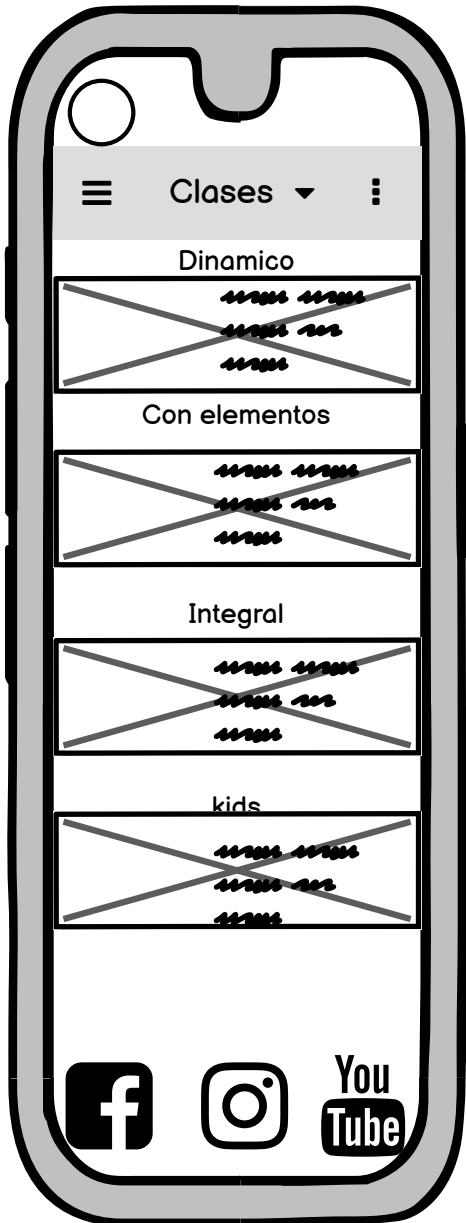 Clases
Dinamico
Con elementos
Integral
kids
You
Tube